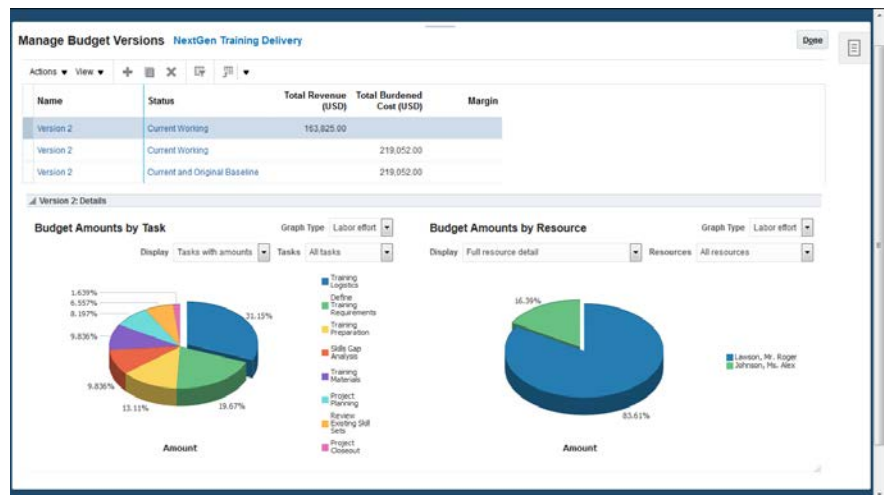 Manage Budget Versions NextGen Training Delivery Done
Actions View
Name Status Total Revenue (USD) Total Burdened Cost (USD) Margin
Version 2 Current Working 153,825.00
Version 2 Current Working 219,052.00
Version 2 Current and Original Baseline 219,052.00
Version 2: Details
Budget Amounts by Task Graph Type Labor effort
Display Tasks with amounts Tasks All tasks
31.15%
19.67%
13.11%
9.836%
9.836%
8.197%
6.557%
1.639%
Amount
Training
Logistics
Define
Training
Requirements
Training
Preparation
Skills Gap
Analysis
Training
Materials
Project
Planning
Review
Existing Skill
Sets
Project
Closeout
Budget Amounts by Resource Graph Type Labor effort
Display Full resource detail Resources All resources
16.39%
83.61%
Amount
Lawson, Mr. Roger
Johnson, Ms. Alex